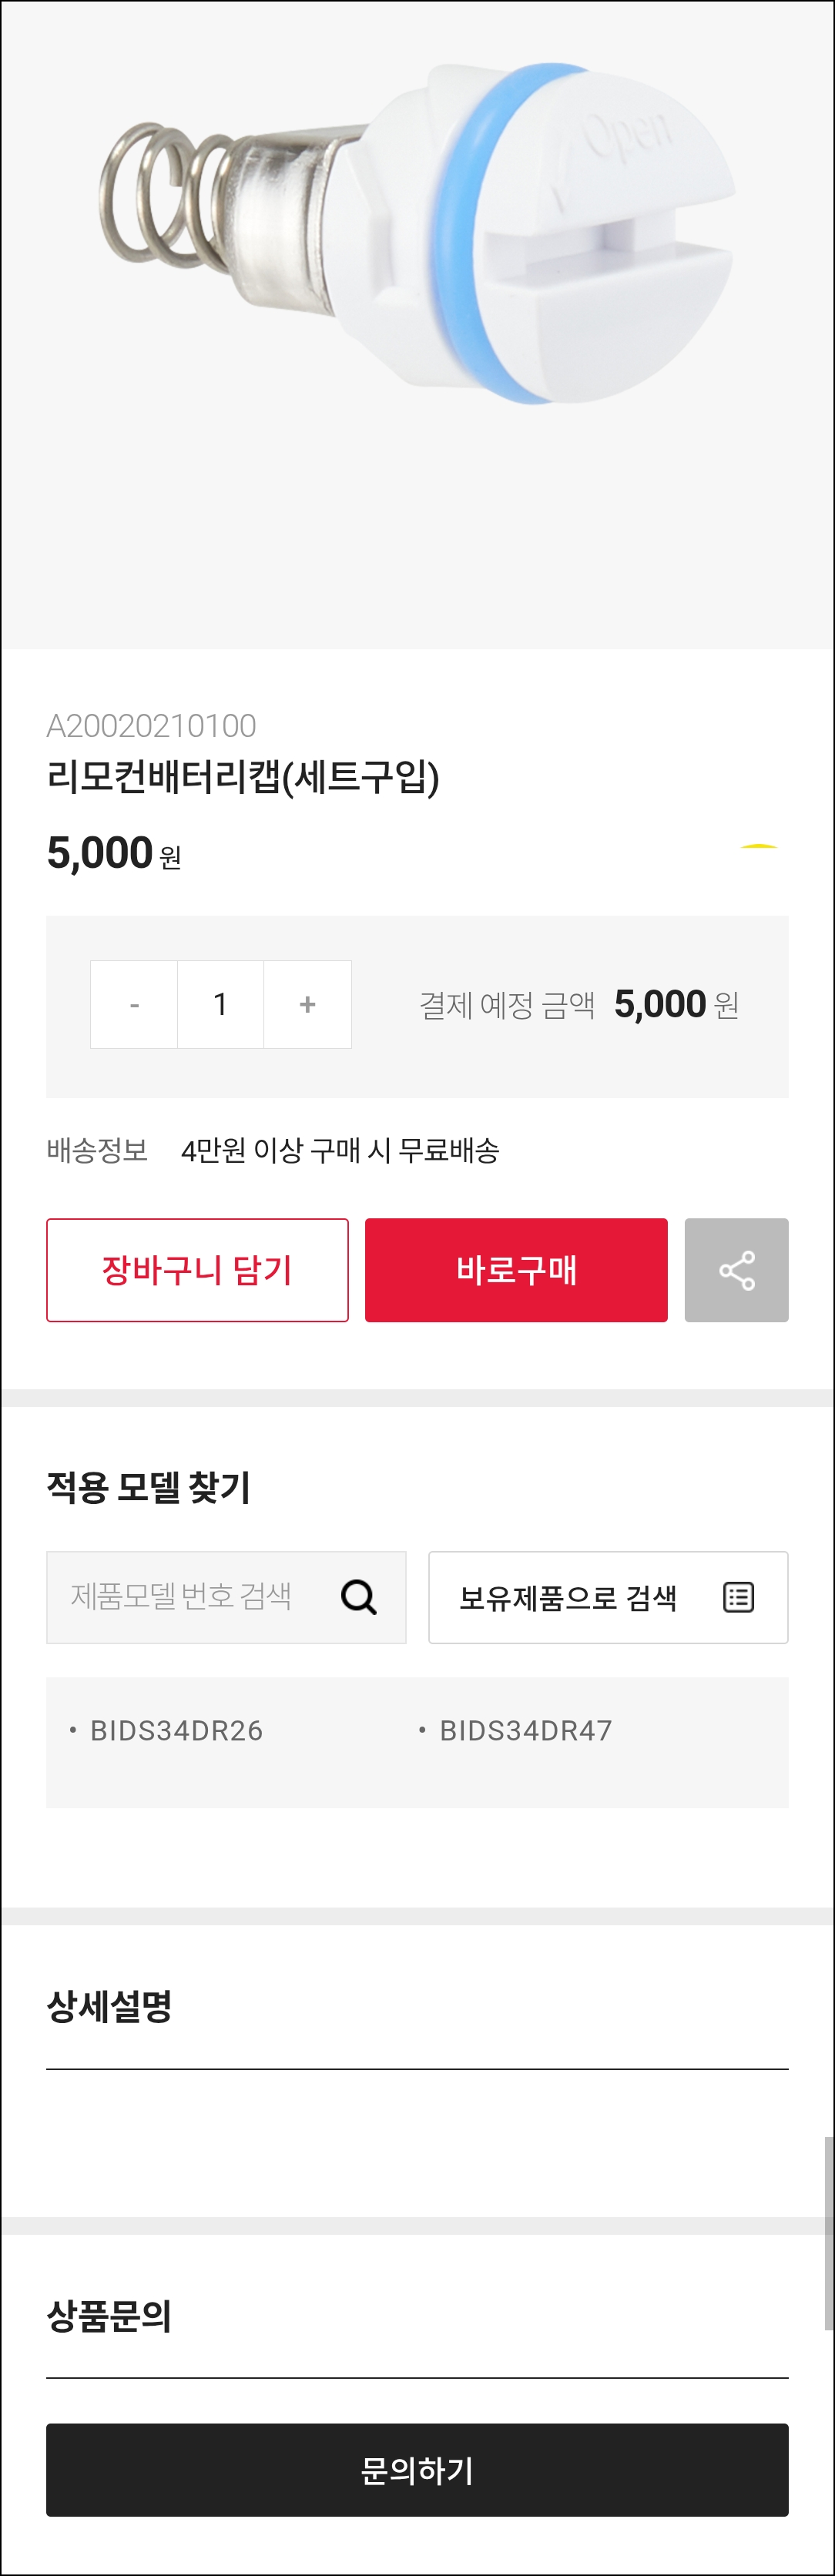 Open
A20020210100
리모컨배터리캡(세트구입)
5,000 원
- 1 +
결제 예정 금액 5,000 원
배송정보 4만원 이상 구매 시 무료배송
장바구니 담기
바로구매
적용 모델 찾기
제품모델 번호 검색
보유제품으로 검색
• BIDS34DR26
• BIDS34DR47
상세설명
상품문의
문의하기